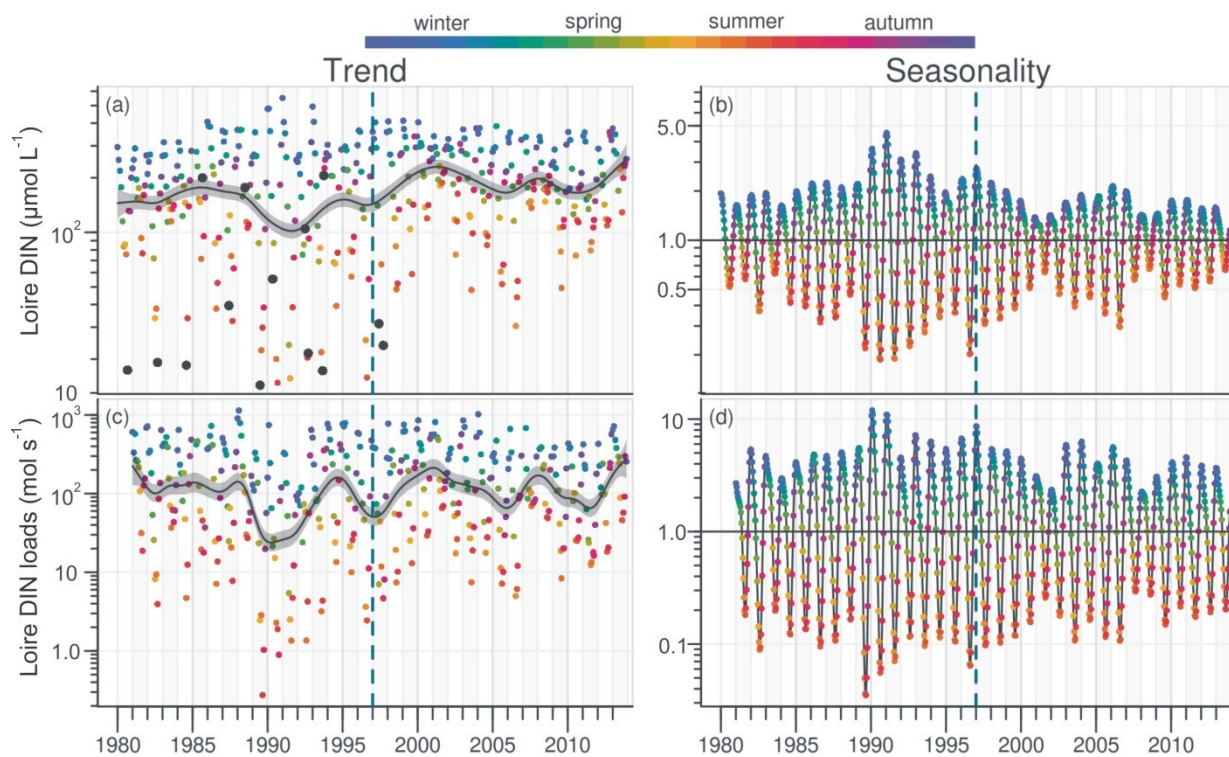 winter spring summer autumn
Trend Seasonality
(a) (b)
Loire DIN (µmol L⁻¹)
10²
10
5.0
1.0
0.5
(c) (d)
Loire DIN loads (mol s⁻¹)
10³
10²
10
1.0
10
1.0
0.1
1980 1985 1990 1995 2000 2005 2010
1980 1985 1990 1995 2000 2005 2010